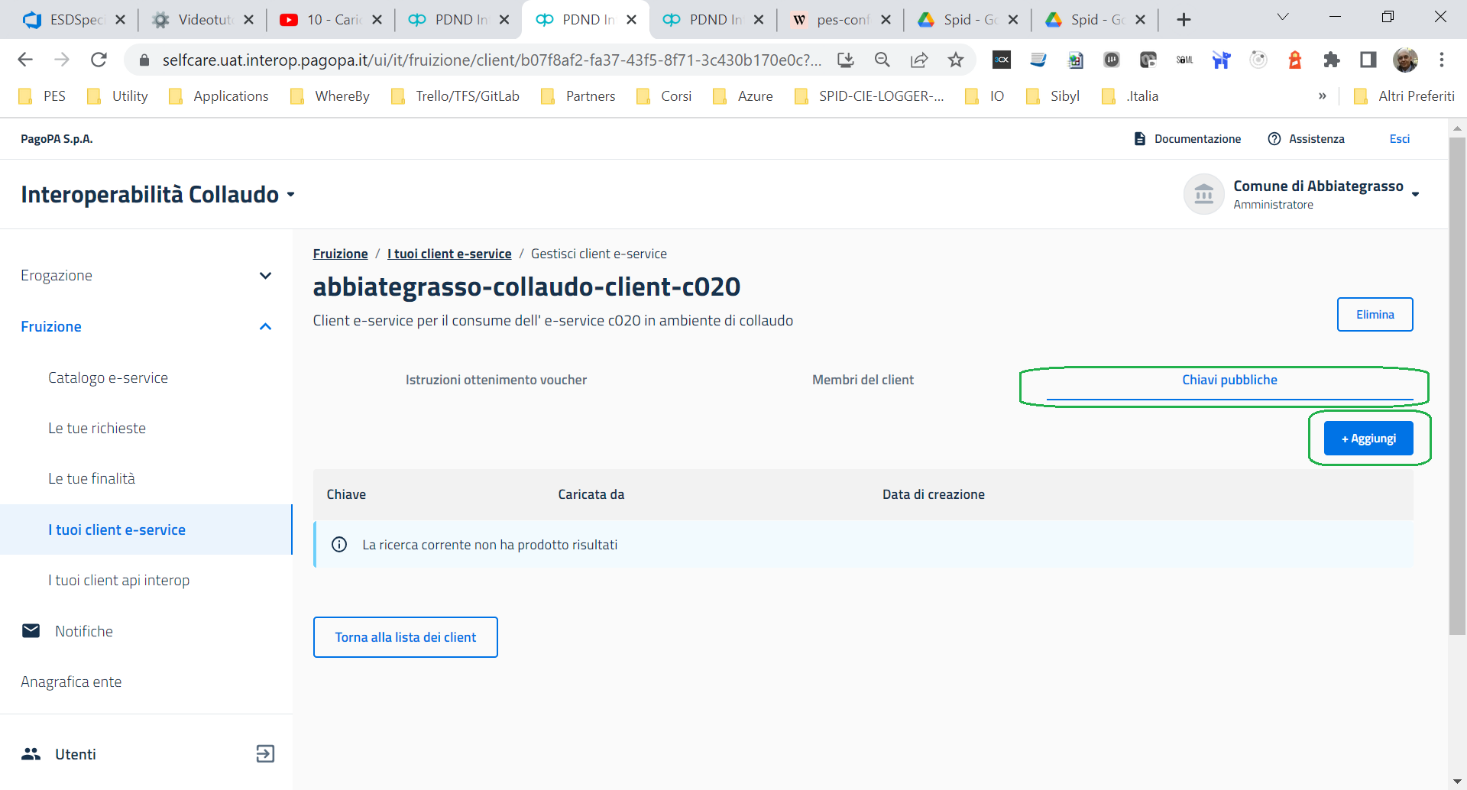 ESDSpeci
Videotuto
10 - Caric
PDND In
PDND In
PDND In
pes-conf
Spid - Go
Spid - Go
selfcare.uat.interop.pagopa.it/ui/it/fruizione/client/b07f8af2-fa37-43f5-8f71-3c430b170e0c?...
PES
Utility
Applications
WhereBy
Trello/TFS/GitLab
Partners
Corsi
Azure
SPID-CIE-LOGGER-...
IO
Sibyl
.Italia
»
Altri Preferiti
PagoPA S.p.A.
Documentazione
Assistenza
Esci
Interoperabilità Collaudo
Comune di Abbiategrasso
Amministratore
Erogazione
Fruizione
Catalogo e-service
Le tue richieste
Le tue finalità
I tuoi client e-service
I tuoi client api interop
Notifiche
Anagrafica ente
Utenti
Fruizione / I tuoi client e-service / Gestisci client e-service
abbiategrasso-collaudo-client-c020
Client e-service per il consume dell' e-service c020 in ambiente di collaudo
Elimina
Istruzioni ottenimento voucher
Membri del client
Chiavi pubbliche
+ Aggiungi
Chiave
Caricata da
Data di creazione
La ricerca corrente non ha prodotto risultati
Torna alla lista dei client